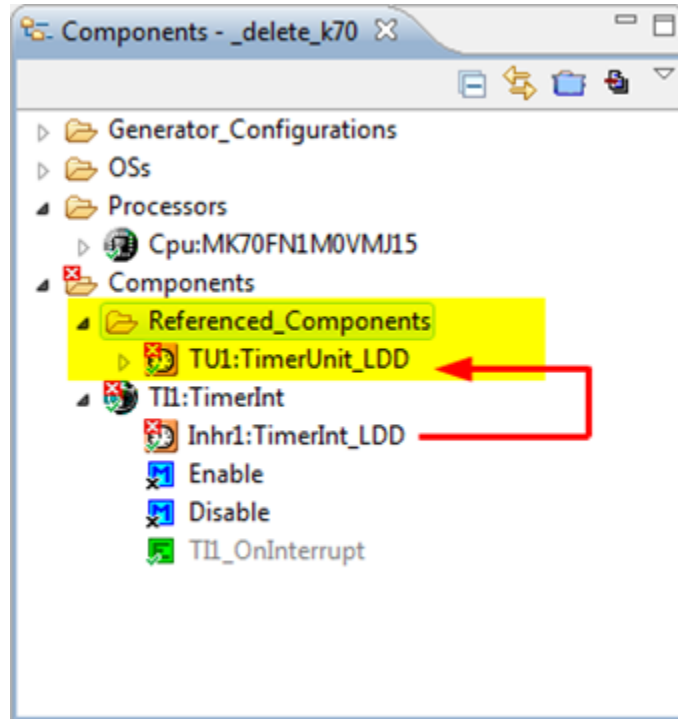 Components - _delete_k70
Generator_Configurations
OSs
Processors
Cpu:MK70FN1M0VMJ15
Components
Referenced_Components
TU1:TimerUnit_LDD
TI1:TimerInt
Inhr1:TimerInt_LDD
M Enable
M Disable
E TI1_OnInterrupt